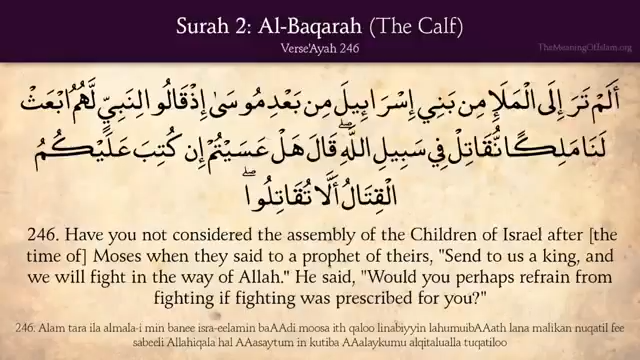 Surah 2: Al-Baqarah (The Calf)
Verse'Ayah 246
TheMeaningOfIslam.org
أَلَمْ تَرَ إِلَى الْمَلَإِ مِن بَنِي إِسْرَائِيلَ مِن بَعْدِ مُوسَىٰ إِذْ قَالُوا لِنَبِيٍّ لَّهُمُ ابْعَثْ
لَنَا مَلِكًا نُّقَاتِلْ فِي سَبِيلِ اللَّهِ ۖ قَالَ هَلْ عَسَيْتُمْ إِن كُتِبَ عَلَيْكُمُ
الْقِتَالُ أَلَّا تُقَاتِلُوا ۖ
246. Have you not considered the assembly of the Children of Israel after [the
time of] Moses when they said to a prophet of theirs, "Send to us a king, and
we will fight in the way of Allah." He said, "Would you perhaps refrain from
fighting if fighting was prescribed for you?"
246: Alam tara ila almala-i min banee isra-eelamin baAAdi moosa ith qaloo linabiyyin lahumuibAAath lana malikan nuqatil fee
sabeeli Allahiqala hal AAasaytum in kutiba AAalaykumu alqitalualla tuqatiloo